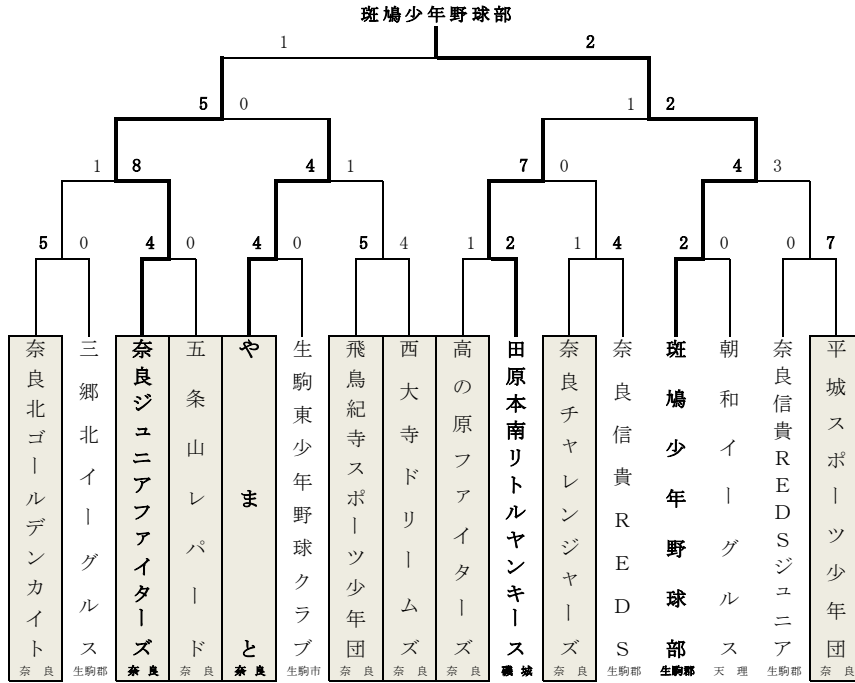 斑鳩少年野球部
1 2
5 0 1 2
1 8 4 1 7 0 4 3
5 0 4 0 4 0 5 4 1 2 1 4 2 0 0 7
奈良北ゴールデンカイト
奈良
三郷北イーグルス
生駒郡
奈良ジュニアファイターズ
奈良
五条山レパード
奈良
やまと
奈良
生駒東少年野球クラブ
生駒市
飛鳥紀寺スポーツ少年団
奈良
西大寺ドリームズ
奈良
高の原ファイターズ
奈良
田原本南リトルヤンキース
磯城
奈良チャレンジャーズ
奈良
奈良信貴REDS
生駒郡
斑鳩少年野球部
生駒郡
朝和イーグルス
天理
奈良信貴REDSジュニア
生駒郡
平城スポーツ少年団
奈良